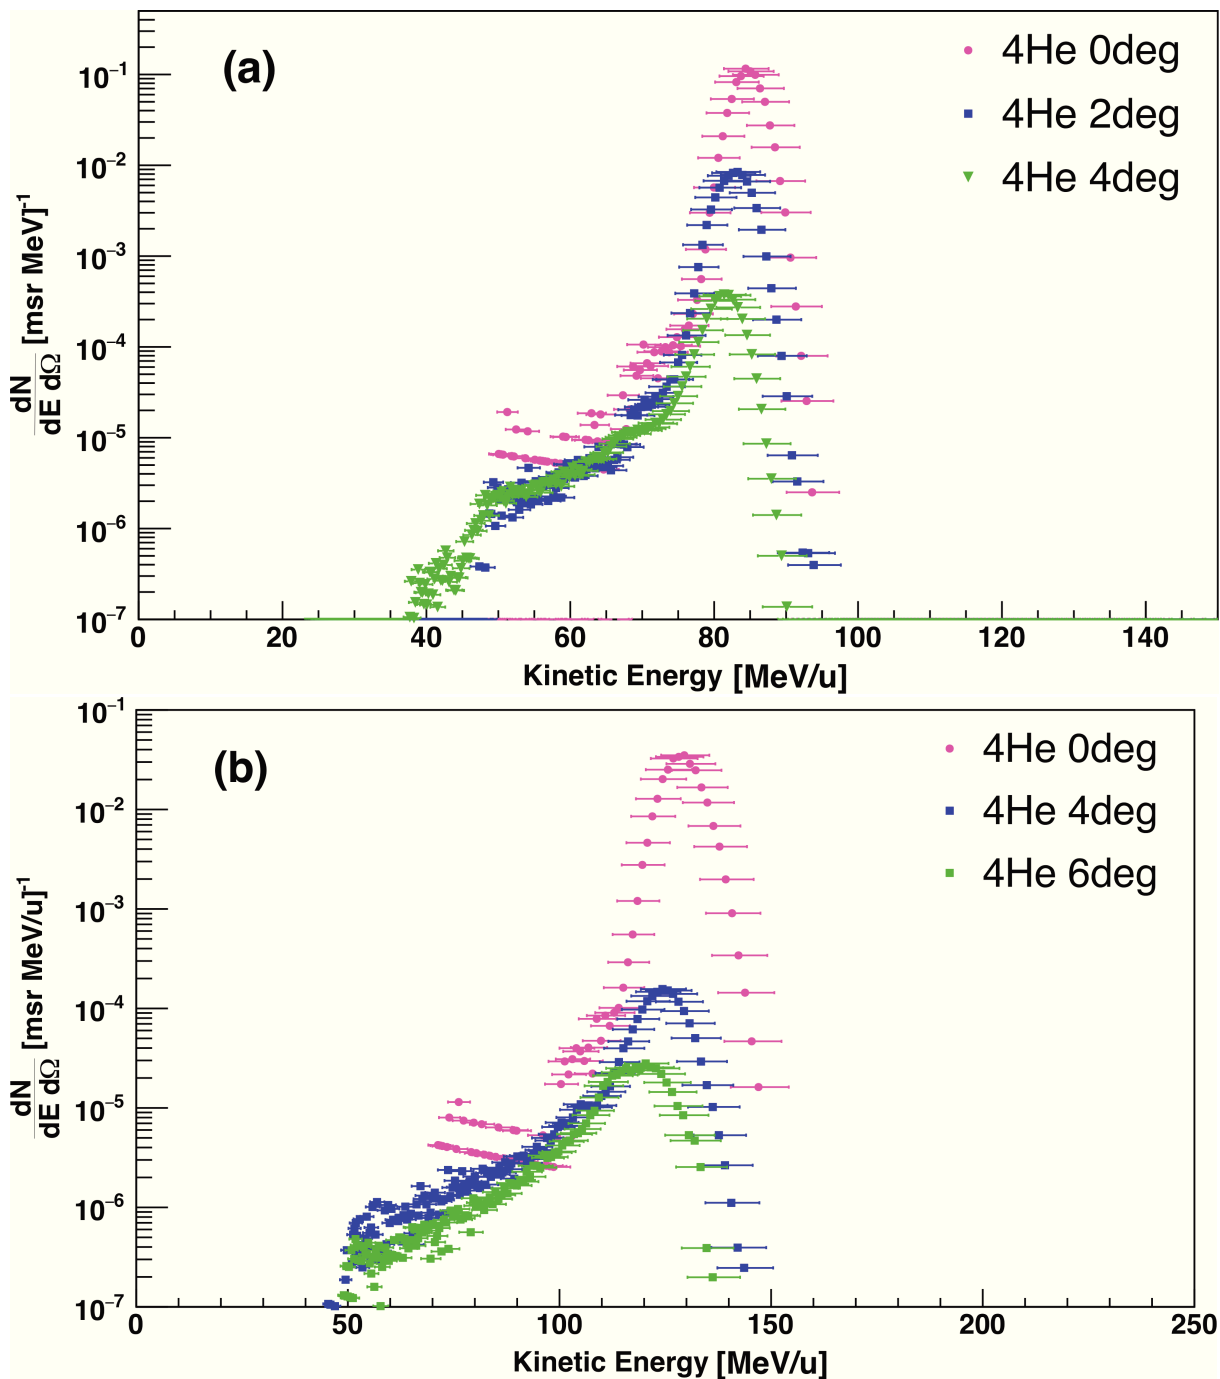 (a)
4He 0deg
4He 2deg
4He 4deg
10⁻¹
10⁻²
10⁻³
10⁻⁴
10⁻⁵
10⁻⁶
10⁻⁷
dN
dE dΩ
[msr MeV]⁻¹
0 20 40 60 80 100 120 140
Kinetic Energy [MeV/u]
(b)
4He 0deg
4He 4deg
4He 6deg
10⁻¹
10⁻²
10⁻³
10⁻⁴
10⁻⁵
10⁻⁶
10⁻⁷
dN
dE dΩ
[msr MeV/u]⁻¹
0 50 100 150 200 250
Kinetic Energy [MeV/u]